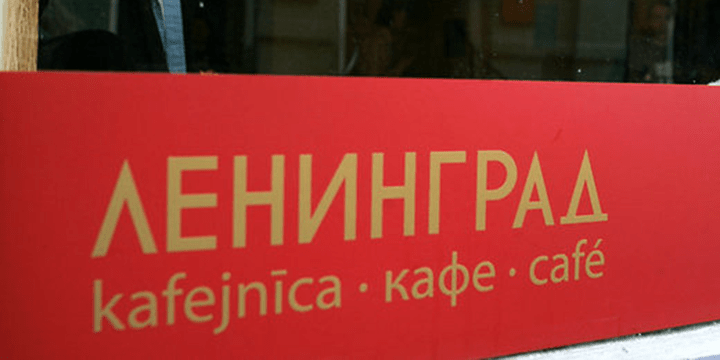 ЛЕНИНГРАД
kafejnīca · кафе · café